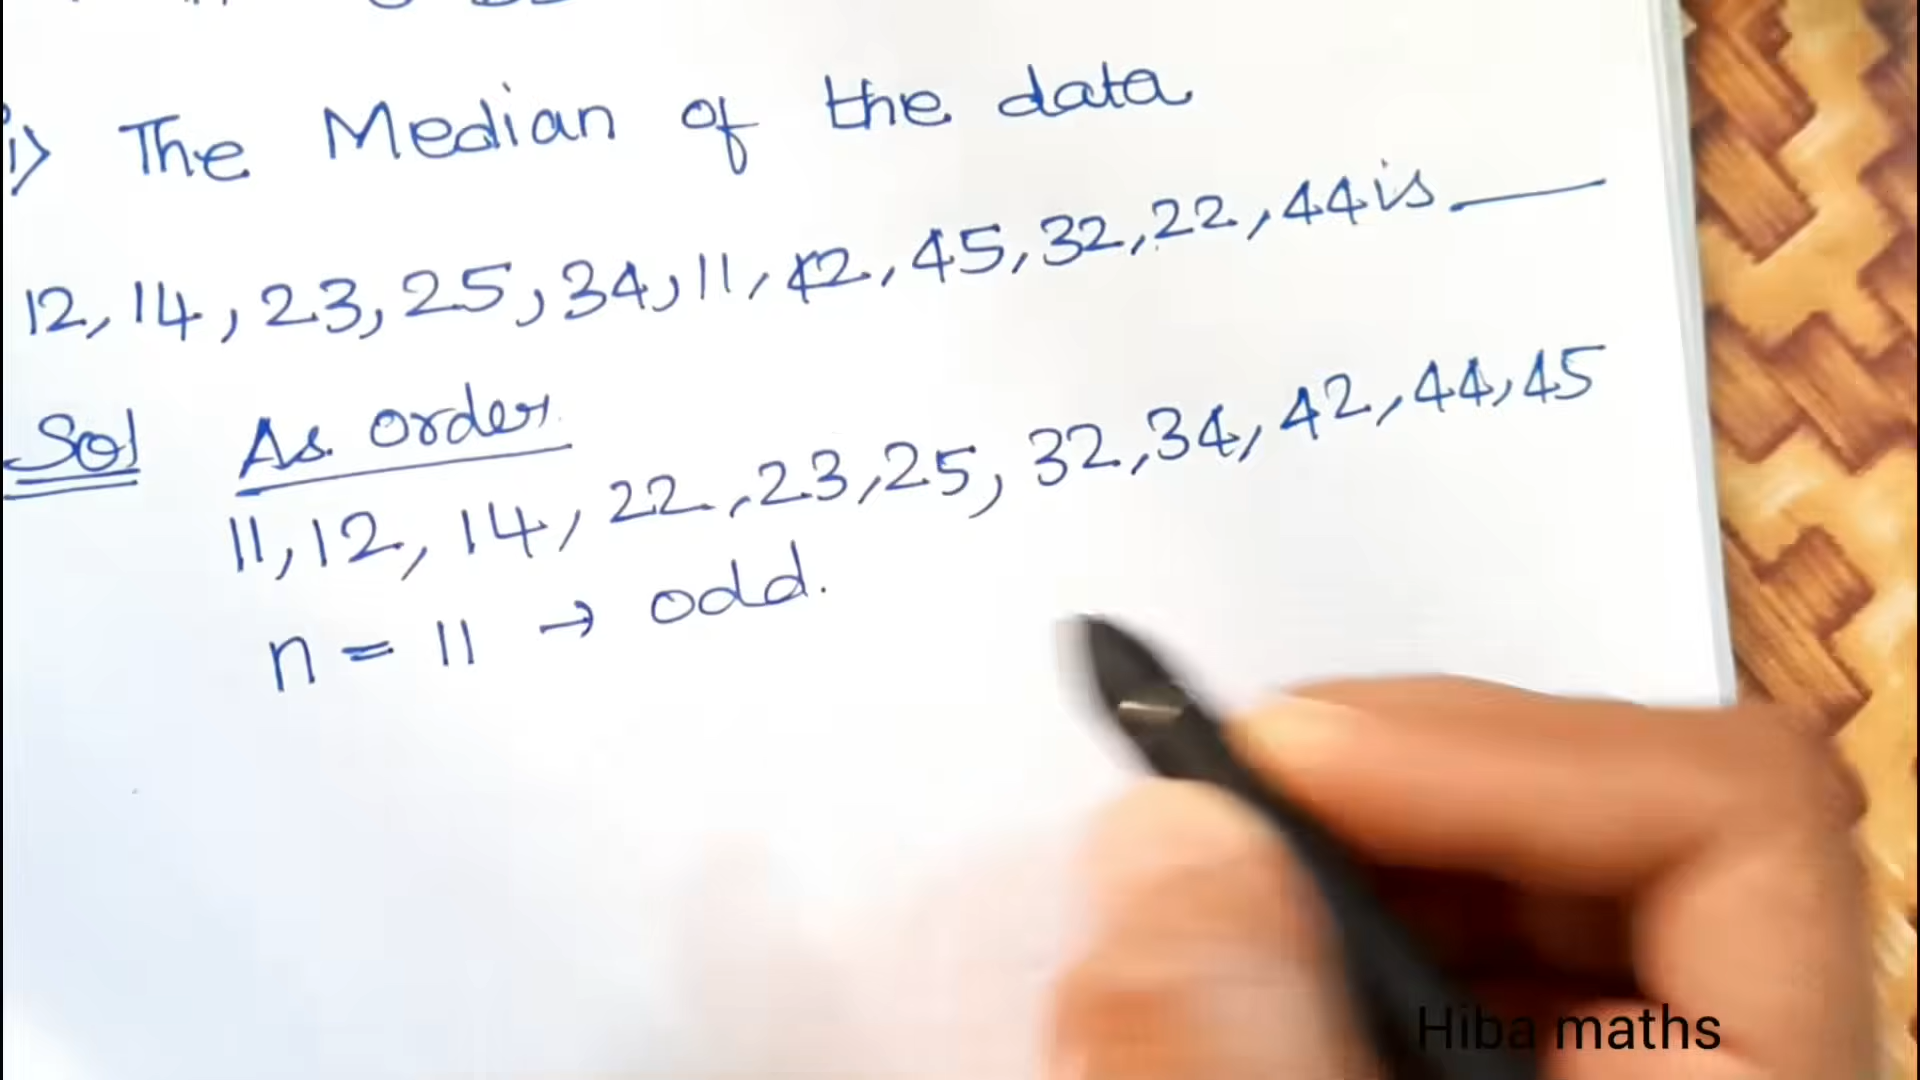 i) The Median of the data
12, 14, 23, 25, 34, 11, 42, 45, 32, 22, 44 is ____
Sol As order
11, 12, 14, 22, 23, 25, 32, 34, 42, 44, 45
n = 11 → odd.
Hiba maths